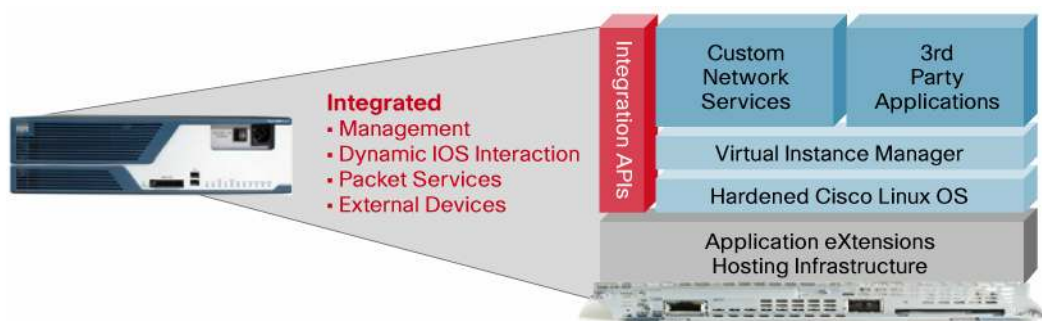 Integrated
▪ Management
▪ Dynamic IOS Interaction
▪ Packet Services
▪ External Devices
Integration APIs
Custom
Network
Services
3rd
Party
Applications
Virtual Instance Manager
Hardened Cisco Linux OS
Application eXtensions
Hosting Infrastructure